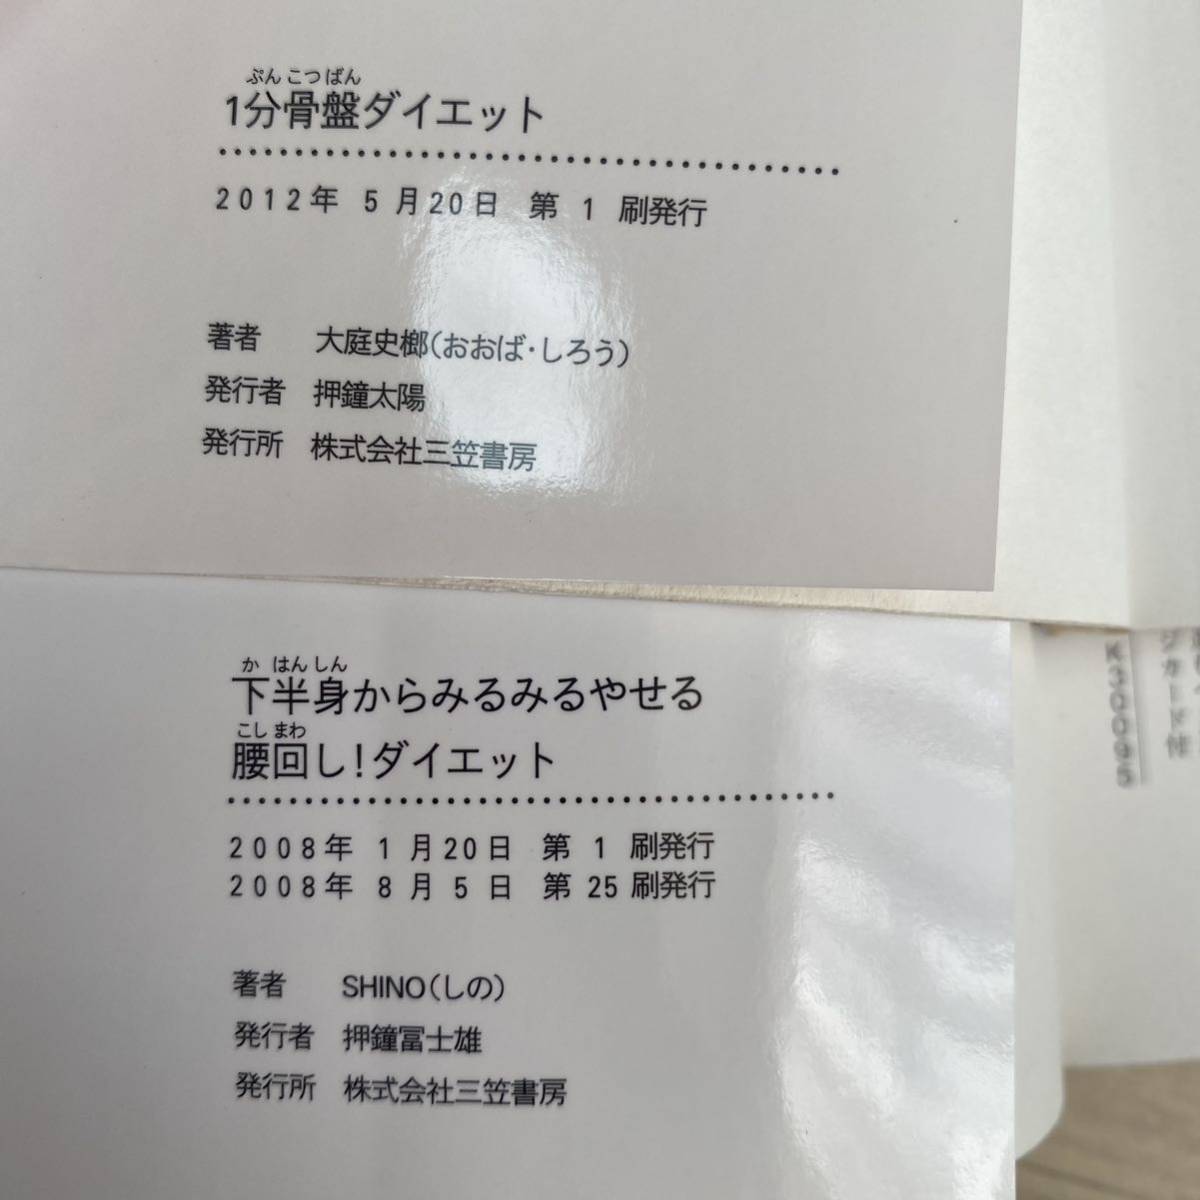 ぷんこつばん
1分骨盤ダイエット
2012年 5月20日 第1刷発行
著者 大庭史榔(おおば・しろう)
発行者 押鐘太陽
発行所 株式会社三笠書房
か はんしん
下半身からみるみるやせる
こし まわ
腰回し!ダイエット
2008年 1月20日 第1刷発行
2008年 8月5日 第25刷発行
著者 SHINO(しの)
発行者 押鐘冨士雄
発行所 株式会社三笠書房
K30095